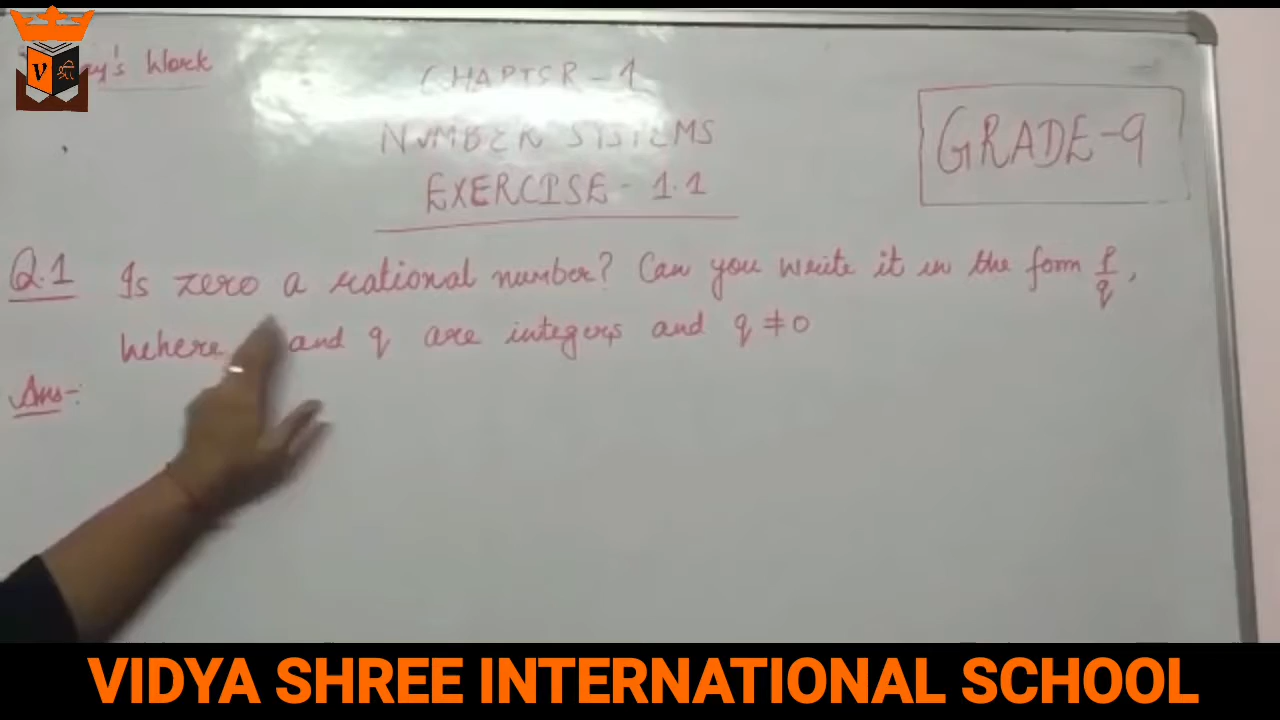 V श्री
ay's Work
CHAPTER - 1
NUMBER SYSTEMS
EXERCISE - 1.1
GRADE-9
Q.1 Is zero a rational number? Can you write it in the form p/q,
where and q are integers and q ≠ 0
Ans-:
VIDYA SHREE INTERNATIONAL SCHOOL